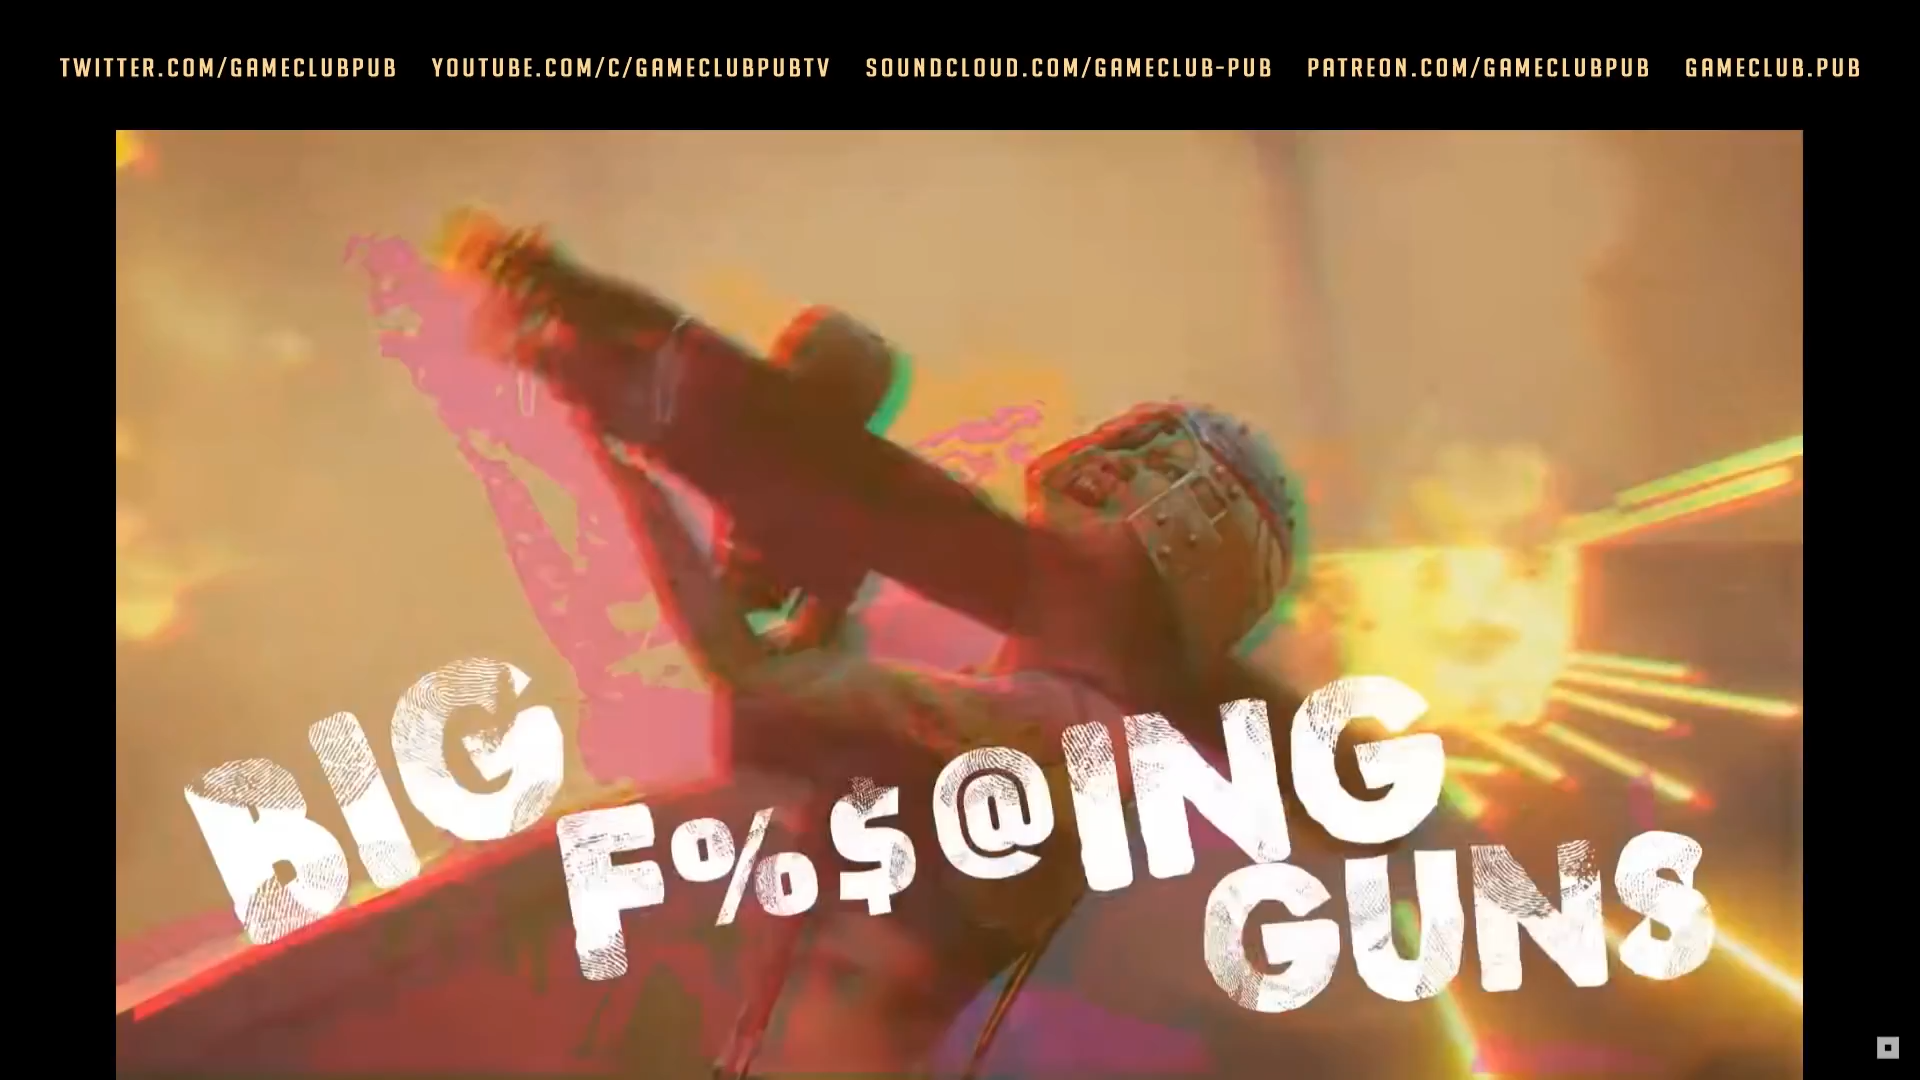 TWITTER.COM/GAMECLUBPUB YOUTUBE.COM/C/GAMECLUBPUBTV SOUNDCLOUD.COM/GAMECLUB-PUB PATREON.COM/GAMECLUBPUB GAMECLUB.PUB
BIG
F%$@ING
GUNS